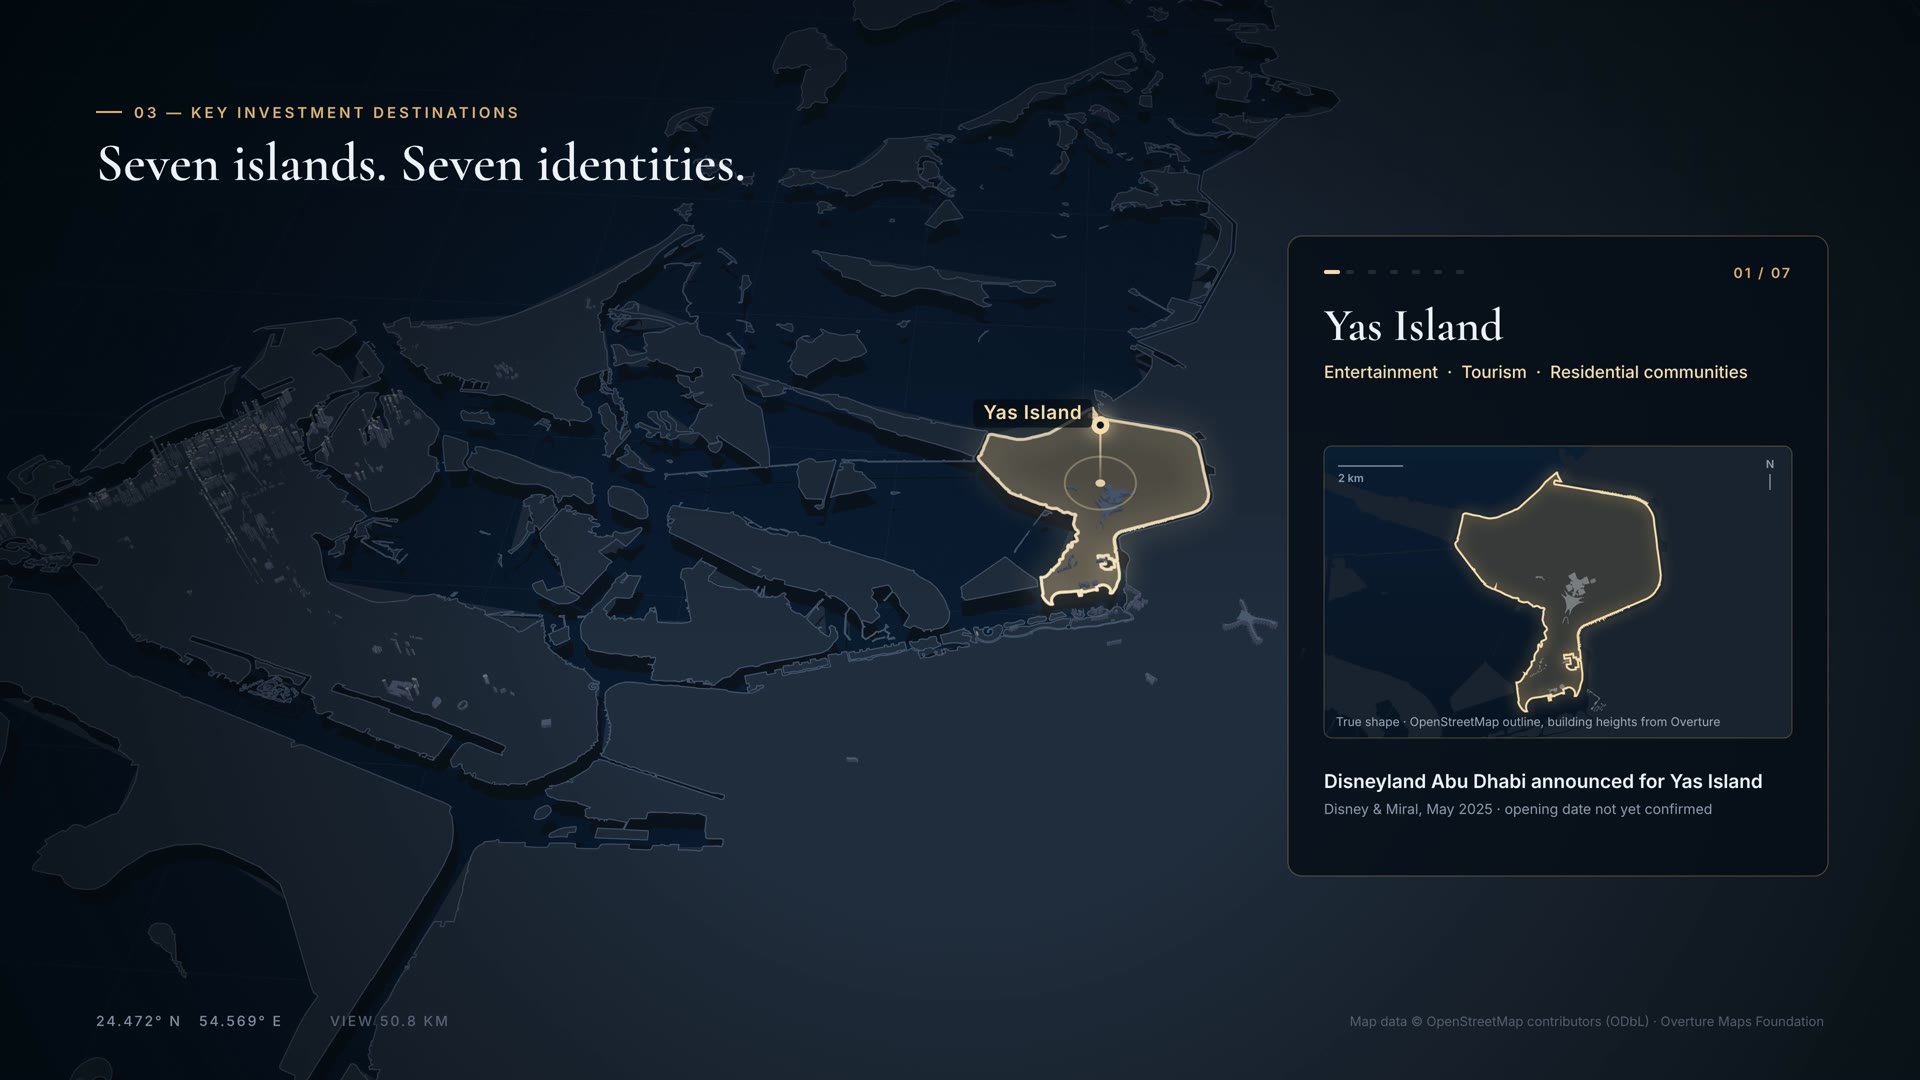 03 — KEY INVESTMENT DESTINATIONS
Seven islands. Seven identities.
Yas Island
01 / 07
Yas Island
Entertainment · Tourism · Residential communities
2 km
N
True shape · OpenStreetMap outline, building heights from Overture
Disneyland Abu Dhabi announced for Yas Island
Disney & Miral, May 2025 · opening date not yet confirmed
24.472° N 54.569° E VIEW 50.8 KM
Map data © OpenStreetMap contributors (ODbL) · Overture Maps Foundation